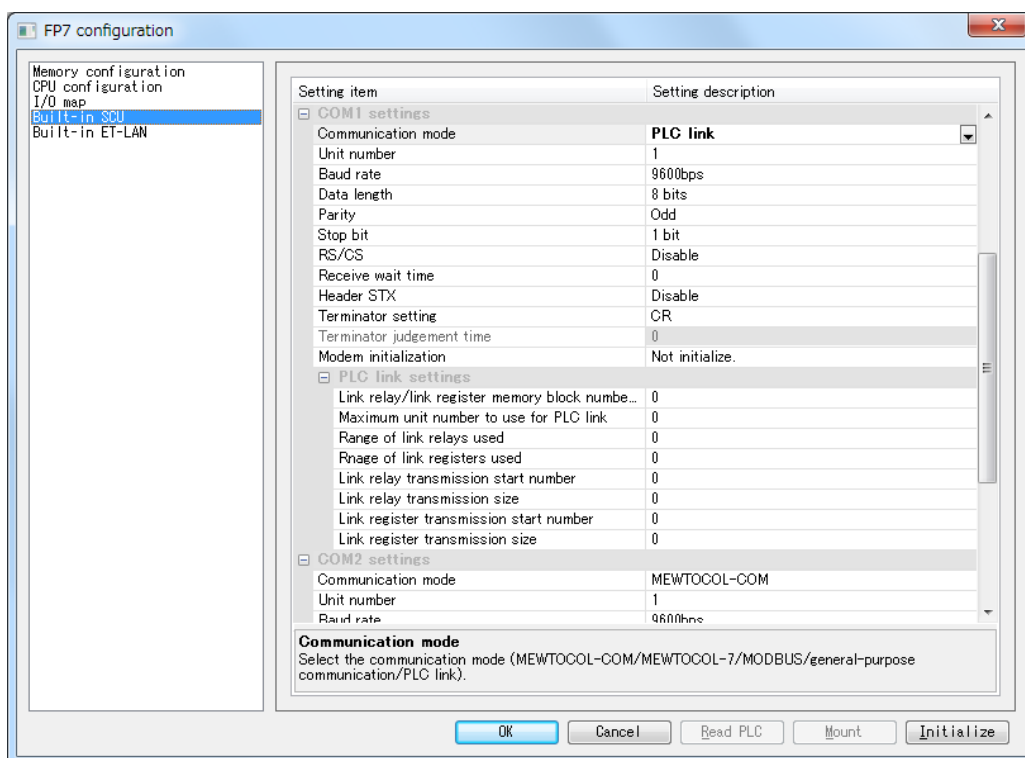 FP7 configuration
Memory configuration
CPU configuration
I/O map
Built-in SCU
Built-in ET-LAN
Setting item Setting description
COM1 settings
Communication mode PLC link
Unit number 1
Baud rate 9600bps
Data length 8 bits
Parity Odd
Stop bit 1 bit
RS/CS Disable
Receive wait time 0
Header STX Disable
Terminator setting CR
Terminator judgement time 0
Modem initialization Not initialize.
PLC link settings
Link relay/link register memory block numbe... 0
Maximum unit number to use for PLC link 0
Range of link relays used 0
Rnage of link registers used 0
Link relay transmission start number 0
Link relay transmission size 0
Link register transmission start number 0
Link register transmission size 0
COM2 settings
Communication mode MEWTOCOL-COM
Unit number 1
Baud rate 9600bps
Communication mode
Select the communication mode (MEWTOCOL-COM/MEWTOCOL-7/MODBUS/general-purpose
communication/PLC link).
OK Cancel Read PLC Mount Initialize